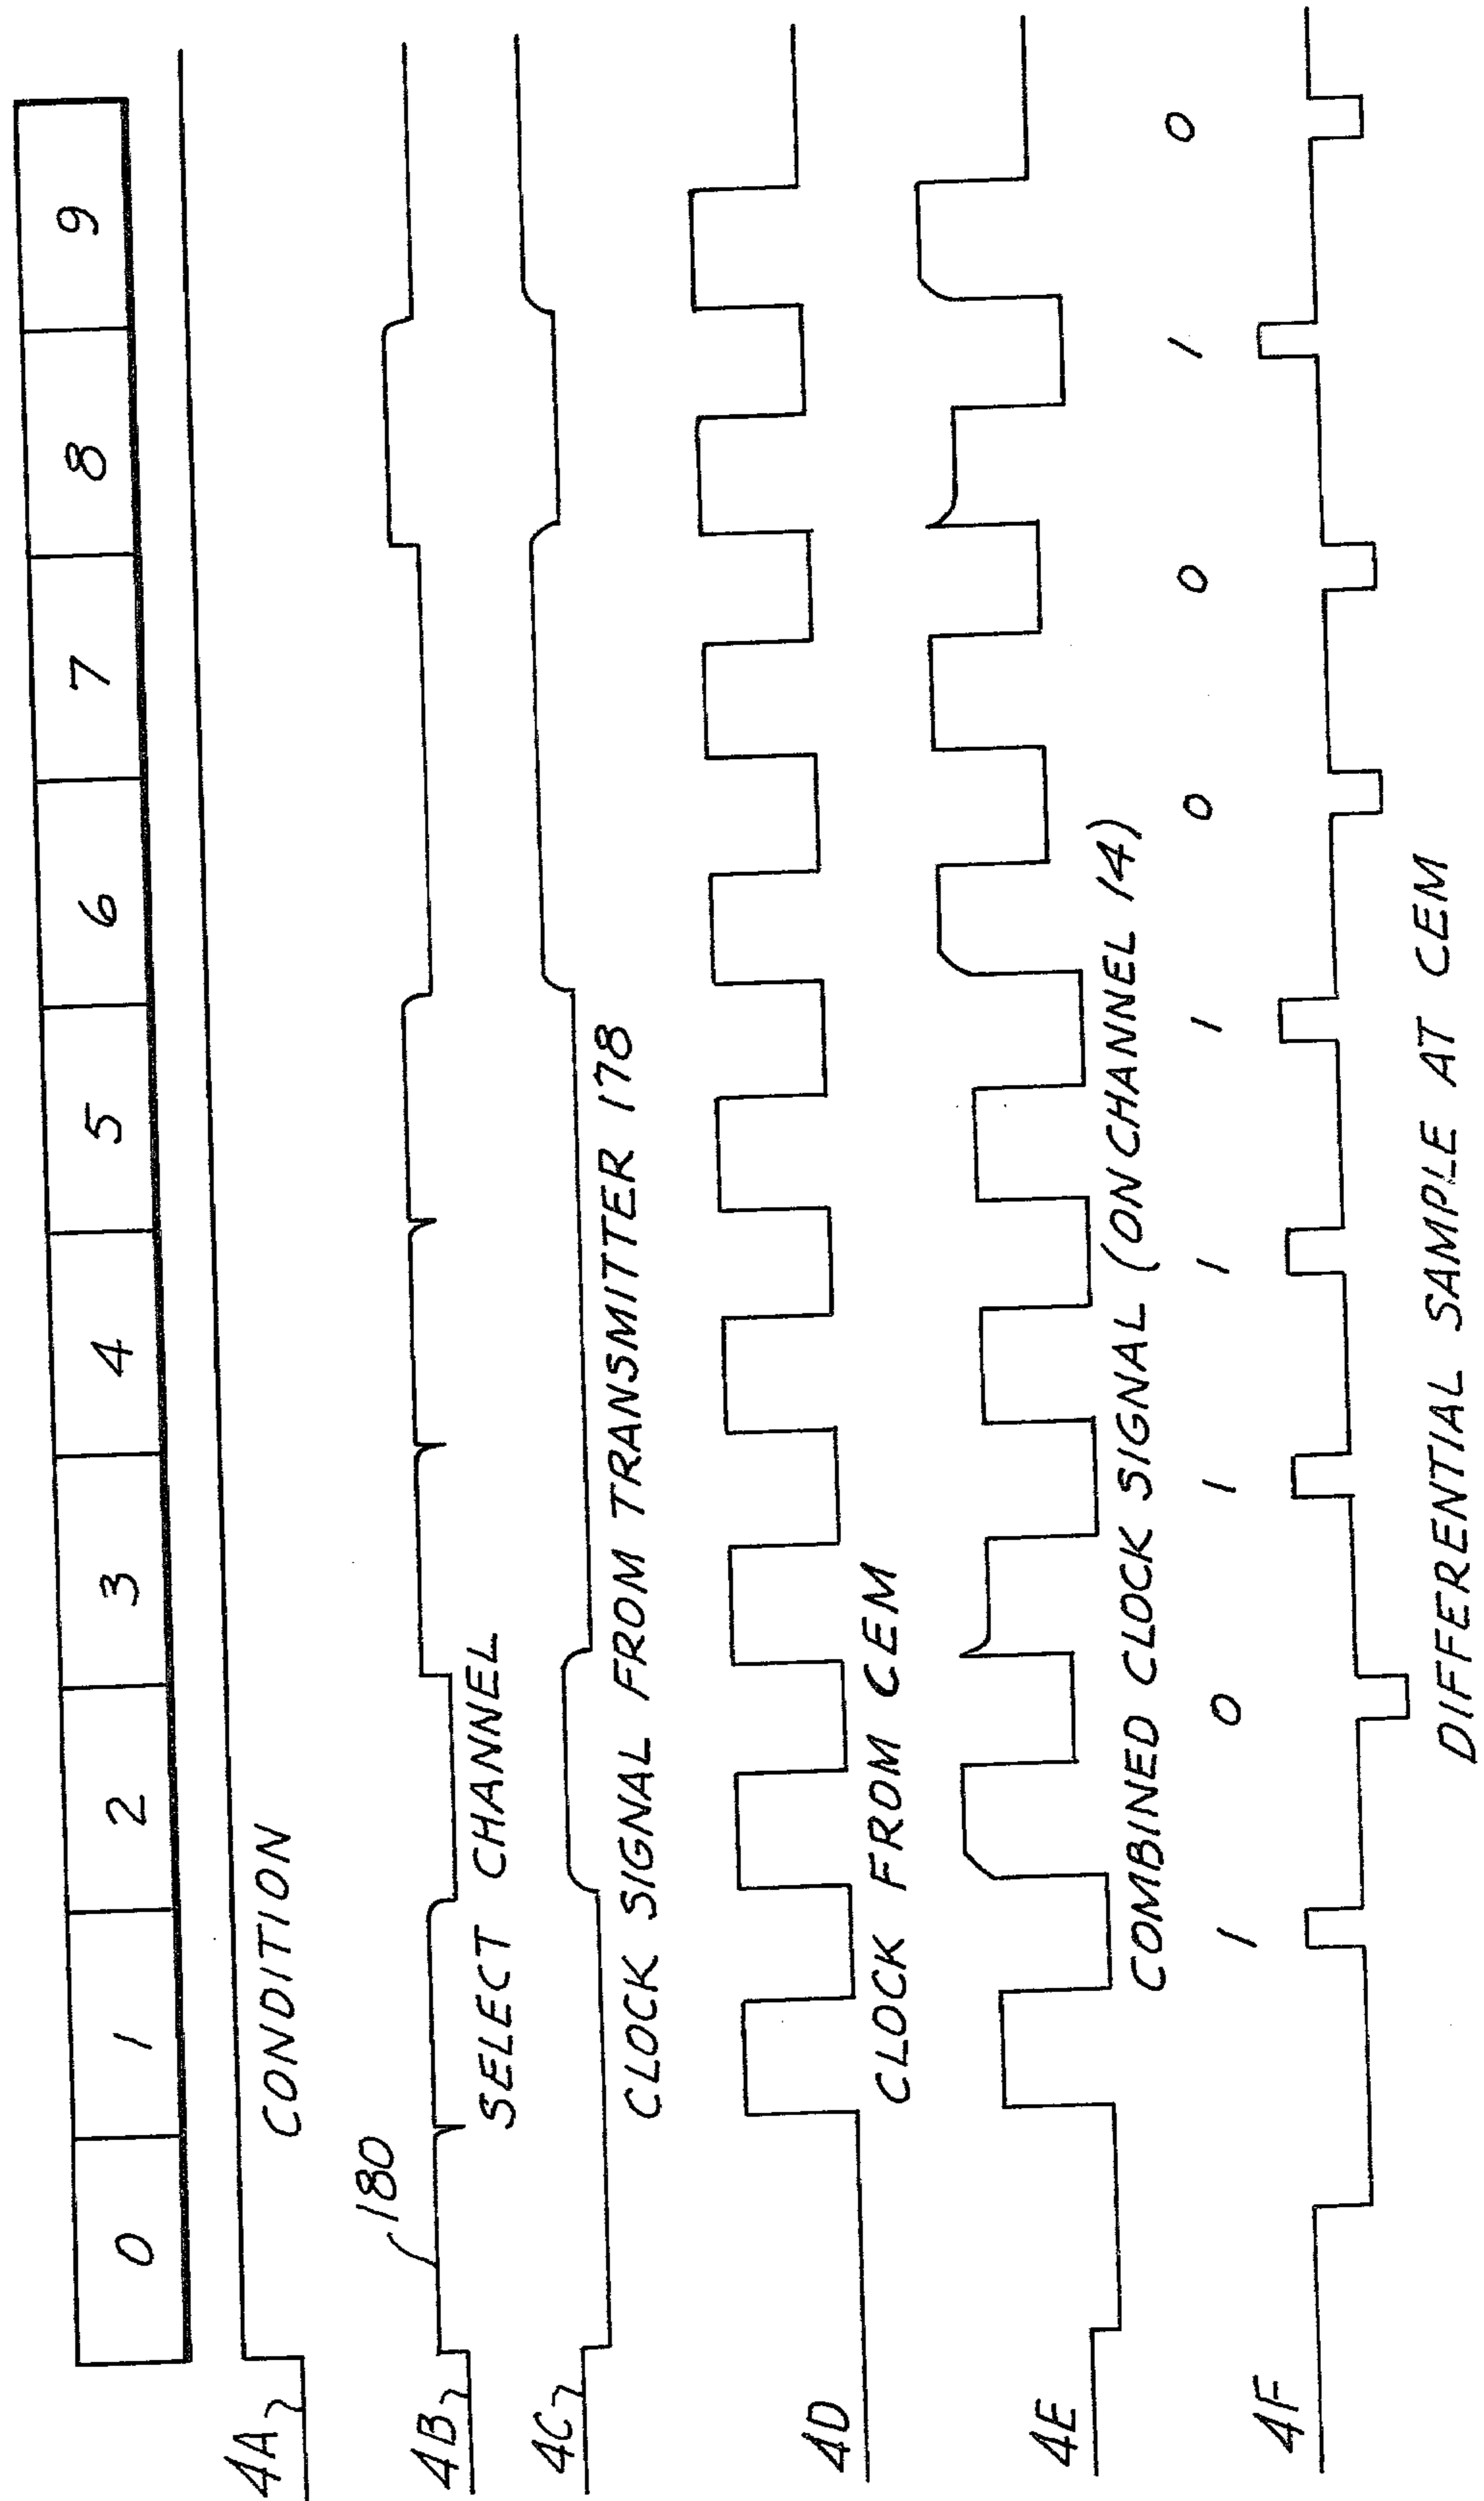 0 1 2 3 4 5 6 7 8 9
4A
CONDITION
180
4B
SELECT CHANNEL
4C
CLOCK SIGNAL FROM TRANSMITTER 178
4D
CLOCK FROM CEM
4E
COMBINED CLOCK SIGNAL (ON CHANNEL 14)
1 0 1 1 1 0 0 1 0
4F
DIFFERENTIAL SAMPLE AT CEM